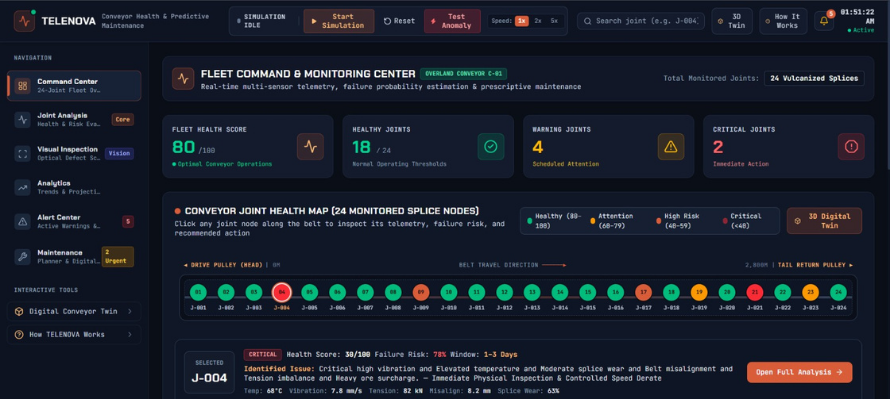 TELENOVA
Conveyor Health & Predictive
Maintenance
SIMULATION
IDLE
Start
Simulation
Reset
Test
Anomaly
Speed: 1x 2x 5x
Search joint (e.g. J-004)
3D
Twin
How It
Works
5
01:51:22
AM
Active
NAVIGATION
Command Center
24-Joint Fleet Ov…
Joint Analysis
Health & Risk Eva…
Core
Visual Inspection
Optical Defect Sc…
Vision
Analytics
Trends & Projecti…
Alert Center
Active Warnings &…
5
Maintenance
Planner & Digital…
2
Urgent
INTERACTIVE TOOLS
Digital Conveyor Twin
How TELENOVA Works
FLEET COMMAND & MONITORING CENTER
OVERLAND CONVEYOR C-01
Real-time multi-sensor telemetry, failure probability estimation & prescriptive maintenance
Total Monitored Joints: 24 Vulcanized Splices
FLEET HEALTH SCORE
80 /100
Optimal Conveyor Operations
HEALTHY JOINTS
18 / 24
Normal Operating Thresholds
WARNING JOINTS
4
Scheduled Attention
CRITICAL JOINTS
2
Immediate Action
CONVEYOR JOINT HEALTH MAP (24 MONITORED SPLICE NODES)
Click any joint node along the belt to inspect its telemetry, failure risk, and
recommended action
Healthy (80-
100)
Attention
(60-79)
High Risk
(40-59)
Critical
(<40)
3D Digital
Twin
◄ DRIVE PULLEY (HEAD) | 0M
BELT TRAVEL DIRECTION
2,000M | TAIL RETURN PULLEY ►
01 02 03 04 05 06 07 08 09 10 11 12 13 14 15 16 17 18 19 20 21 22 23 24
J-001 J-002 J-003 J-004 J-005 J-006 J-007 J-008 J-009 J-010 J-011 J-012 J-013 J-014 J-015 J-016 J-017 J-018 J-019 J-020 J-021 J-022 J-023 J-024
SELECTED
J-004
CRITICAL Health Score: 30/100 Failure Risk: 78% Window: 1-3 Days
Identified Issue: Critical high vibration and Elevated temperature and Moderate splice wear and Belt misalignment and
Tension imbalance and Heavy ore surcharge. — Immediate Physical Inspection & Controlled Speed Derate
Temp: 68°C Vibration: 7.8 mm/s Tension: 82 kN Misalign: 8.2 mm Splice Wear: 63%
Open Full Analysis →